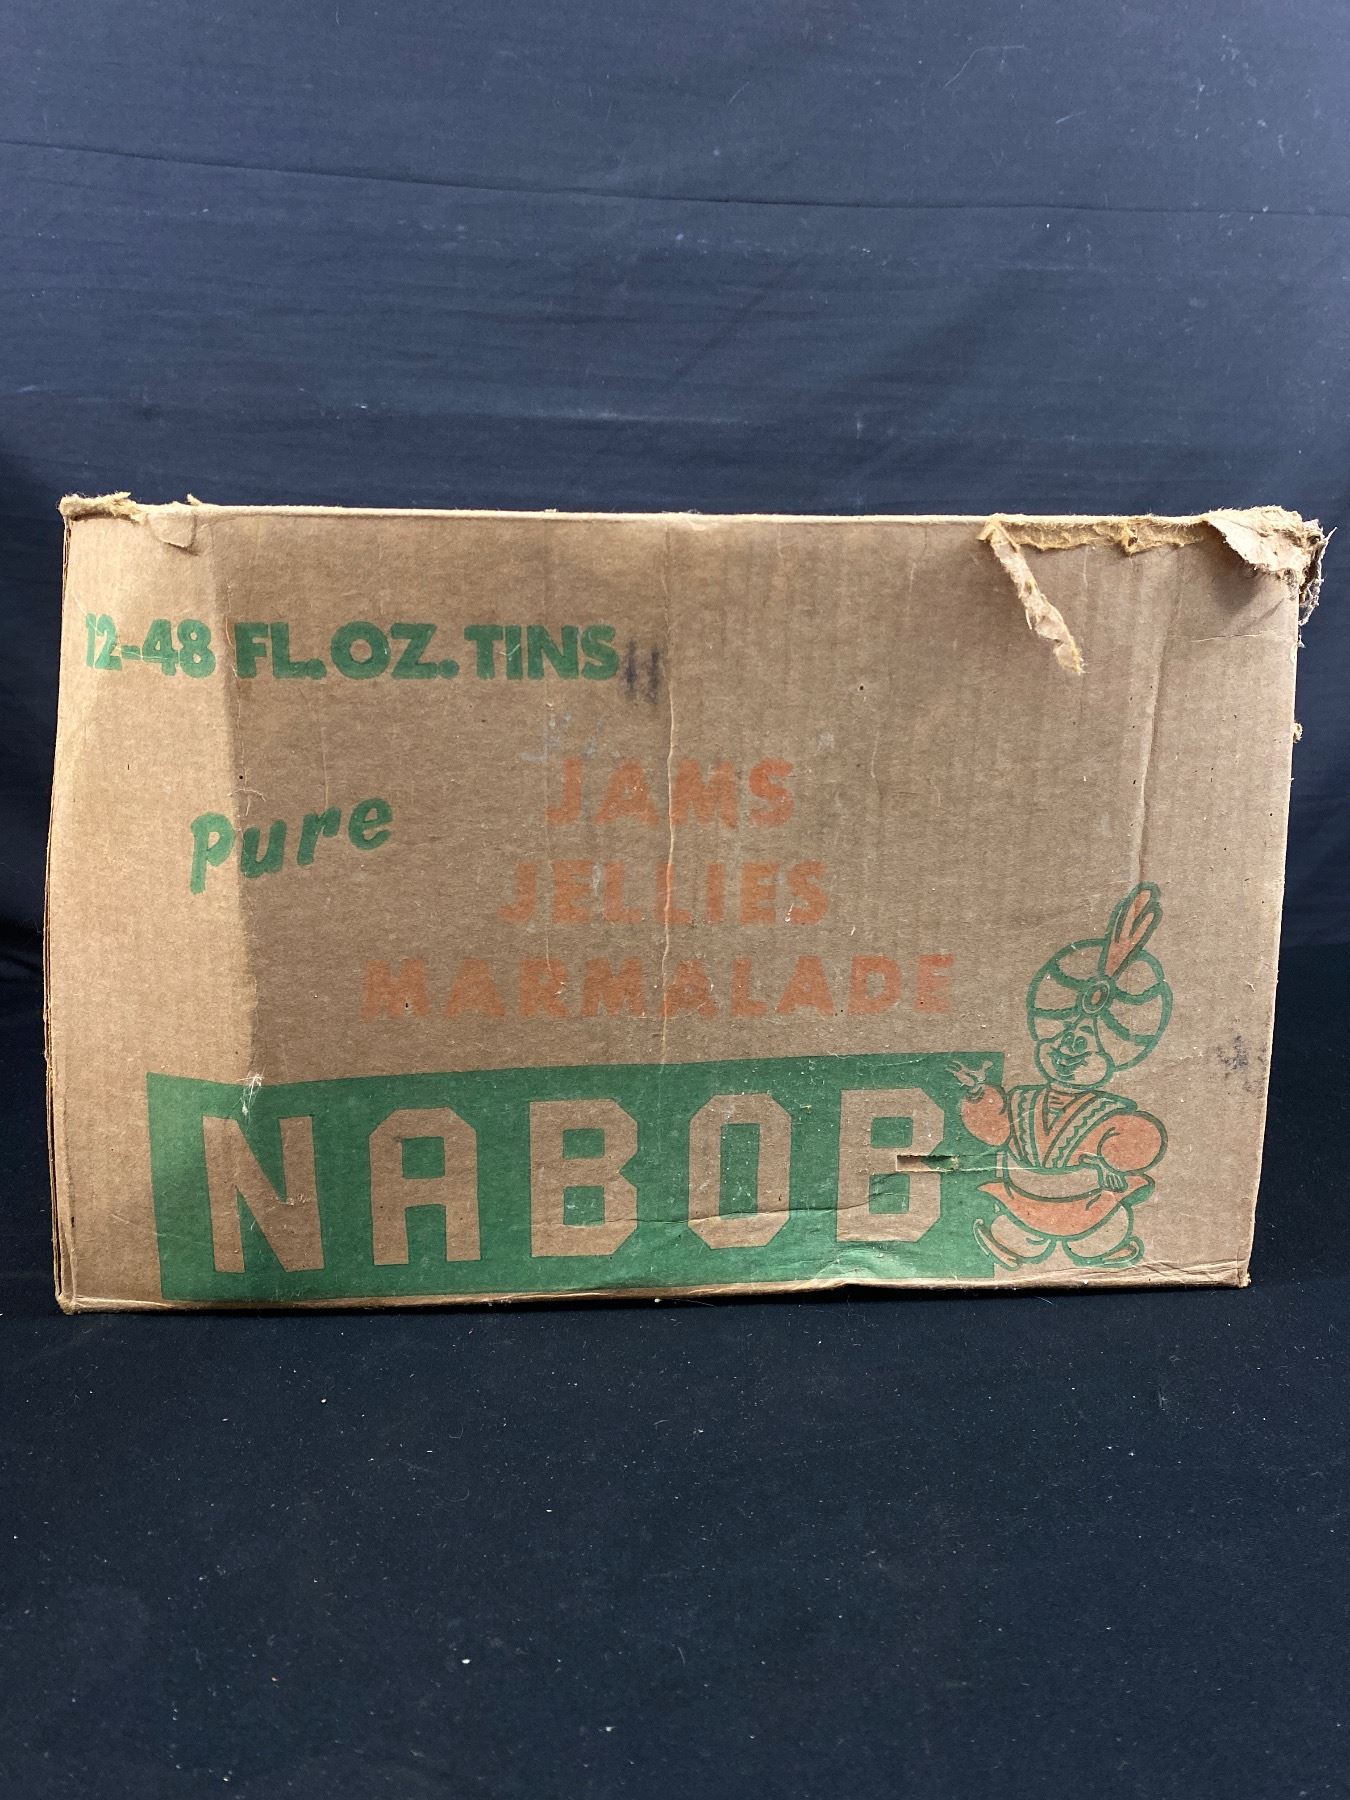 12-48 FL. OZ. TINS
Pure
JAMS
JELLIES
MARMALADE
NABOB